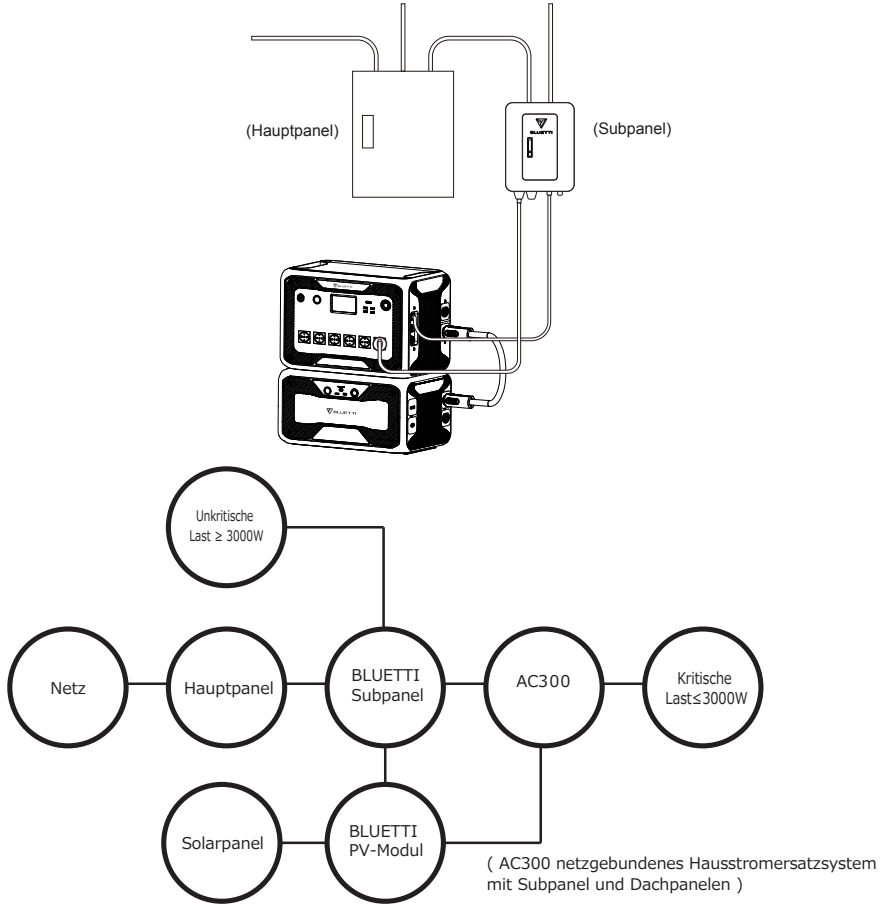 (Hauptpanel)
BLUETTI
(Subpanel)
BLUETTI
BLUETTI
Unkritische
Last ≥ 3000W
Netz
Hauptpanel
BLUETTI
Subpanel
AC300
Kritische
Last≤3000W
Solarpanel
BLUETTI
PV-Modul
( AC300 netzgebundenes Hausstromersatzsystem
mit Subpanel und Dachpanelen )